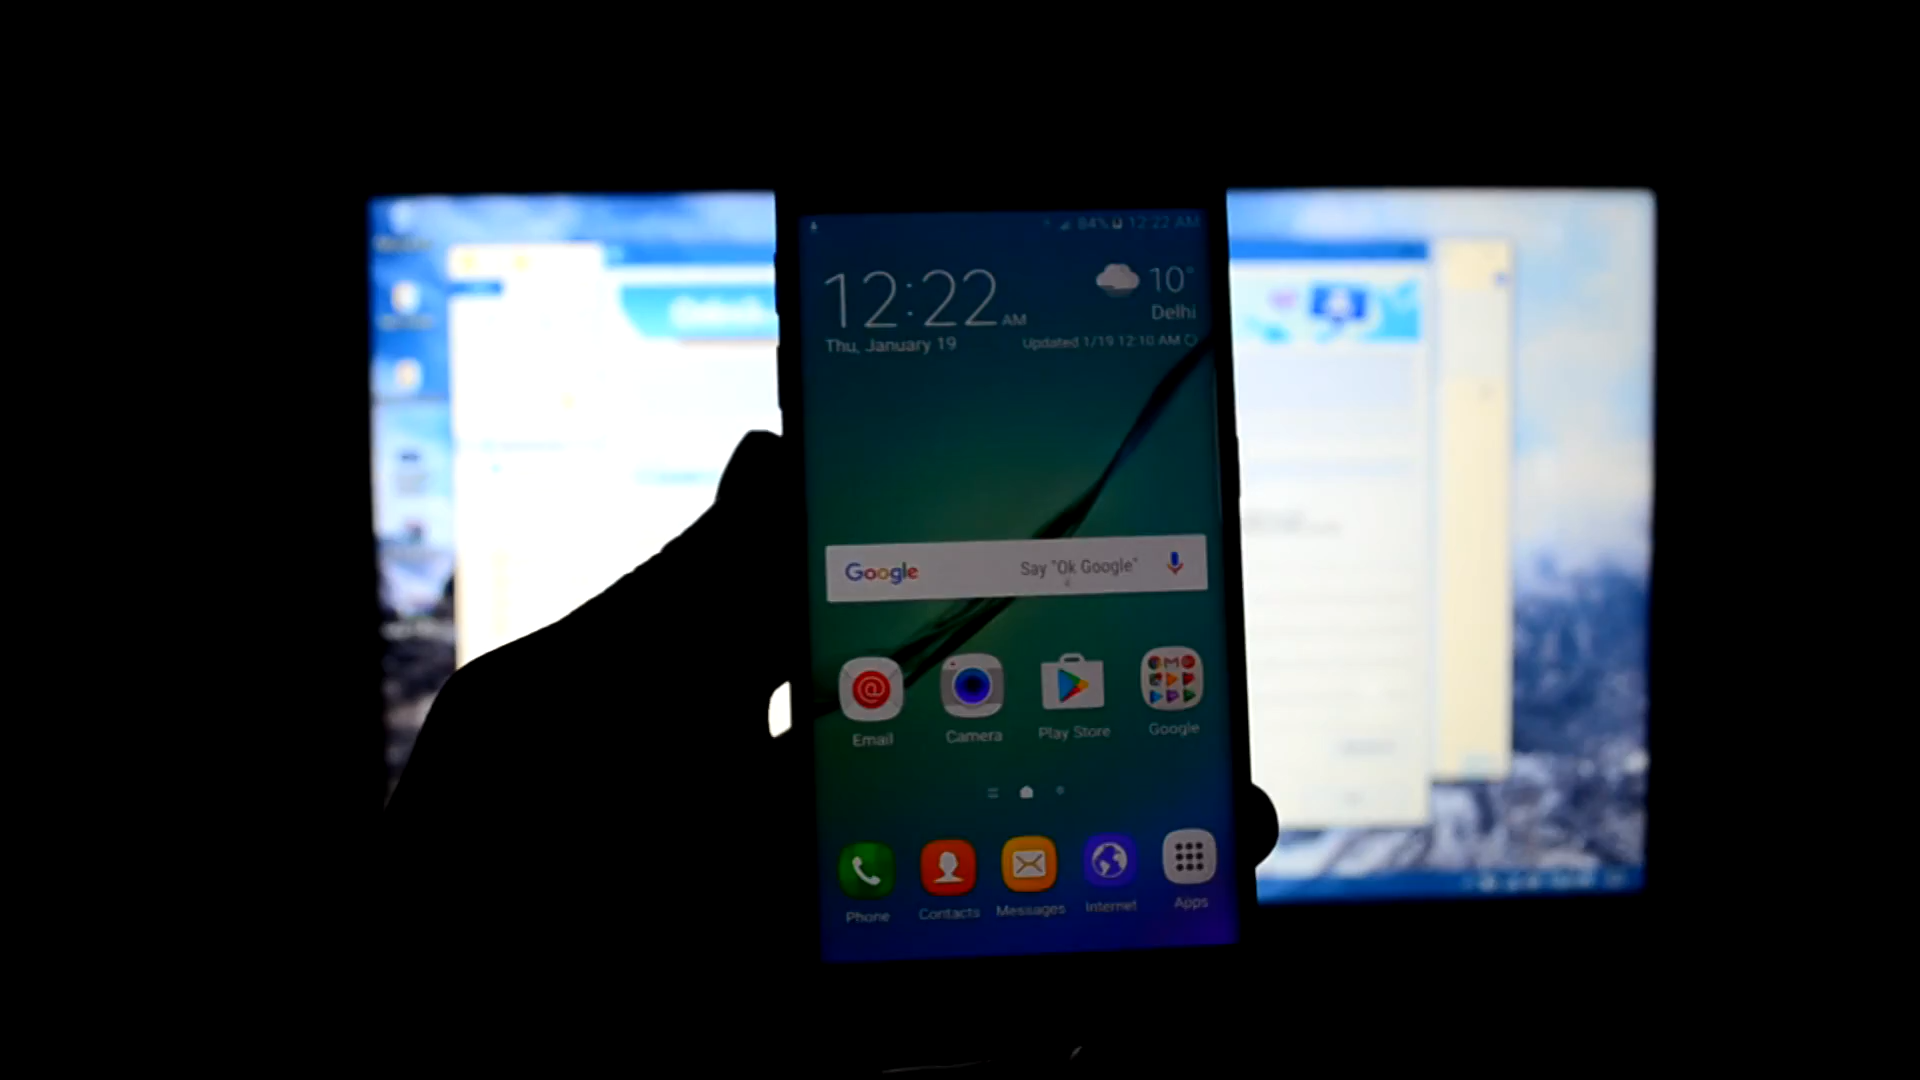 84% 12:22 AM
12:22 AM
10°
Delhi
Thu, January 19
Updated 1/19 12:10 AM
Google Say "Ok Google"
Email Camera Play Store Google
Phone Contacts Messages Internet Apps